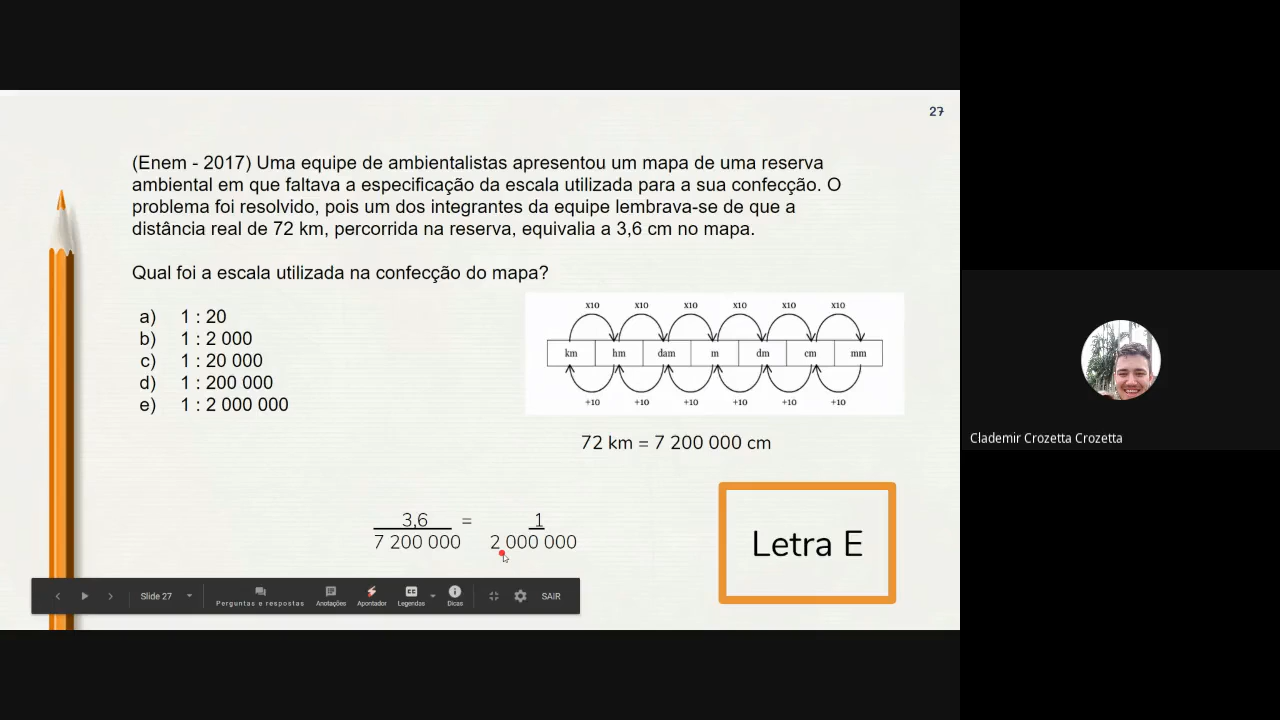 27
(Enem - 2017) Uma equipe de ambientalistas apresentou um mapa de uma reserva
ambiental em que faltava a especificação da escala utilizada para a sua confecção. O
problema foi resolvido, pois um dos integrantes da equipe lembrava-se de que a
distância real de 72 km, percorrida na reserva, equivalia a 3,6 cm no mapa.
Qual foi a escala utilizada na confecção do mapa?
a) 1 : 20
b) 1 : 2 000
c) 1 : 20 000
d) 1 : 200 000
e) 1 : 2 000 000
x10 x10 x10 x10 x10 x10
km hm dam m dm cm mm
÷10 ÷10 ÷10 ÷10 ÷10 ÷10
72 km = 7 200 000 cm
3,6 = 1
7 200 000 2 000 000
Letra E
Slide 27
Perguntas e respostas
Anotações
Apontador
CC
Legendas
Dicas
SAIR
Clademir Crozetta Crozetta